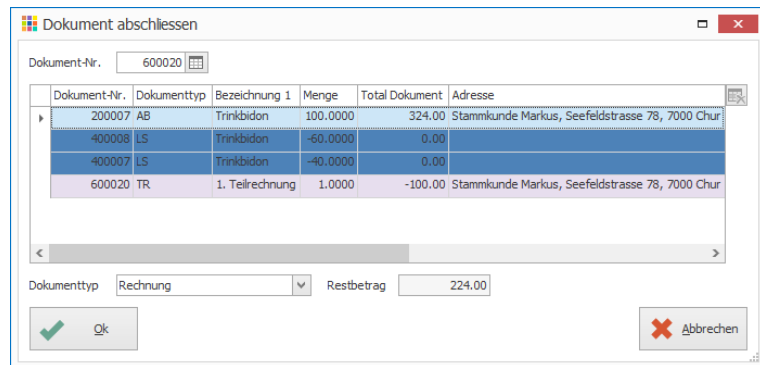 Dokument abschliessen
Dokument-Nr. 600020
Dokument-Nr. Dokumenttyp Bezeichnung 1 Menge Total Dokument Adresse
200007 AB Trinkbidon 100.0000 324.00 Stammkunde Markus, Seefeldstrasse 78, 7000 Chur
400008 LS Trinkbidon -60.0000 0.00
400007 LS Trinkbidon -40.0000 0.00
600020 TR 1. Teilrechnung 1.0000 -100.00 Stammkunde Markus, Seefeldstrasse 78, 7000 Chur
Dokumenttyp Rechnung Restbetrag 224.00
Ok Abbrechen